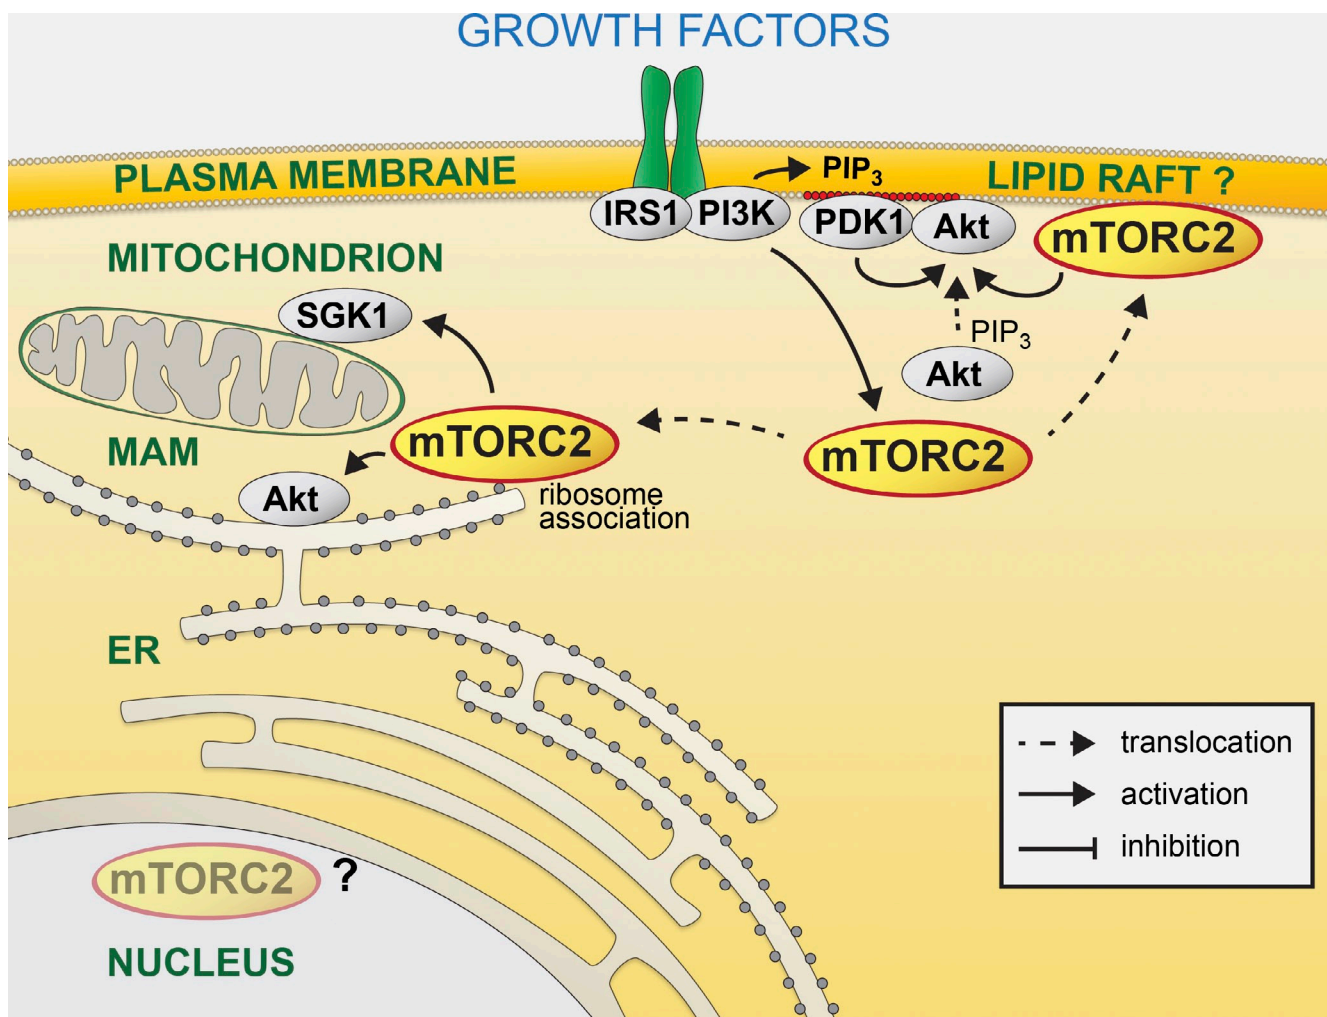 GROWTH FACTORS
PLASMA MEMBRANE
PIP3
LIPID RAFT ?
IRS1
PI3K
PDK1
Akt
mTORC2
MITOCHONDRION
SGK1
PIP3
Akt
MAM
mTORC2
mTORC2
Akt
ribosome
association
ER
translocation
activation
inhibition
mTORC2 ?
NUCLEUS